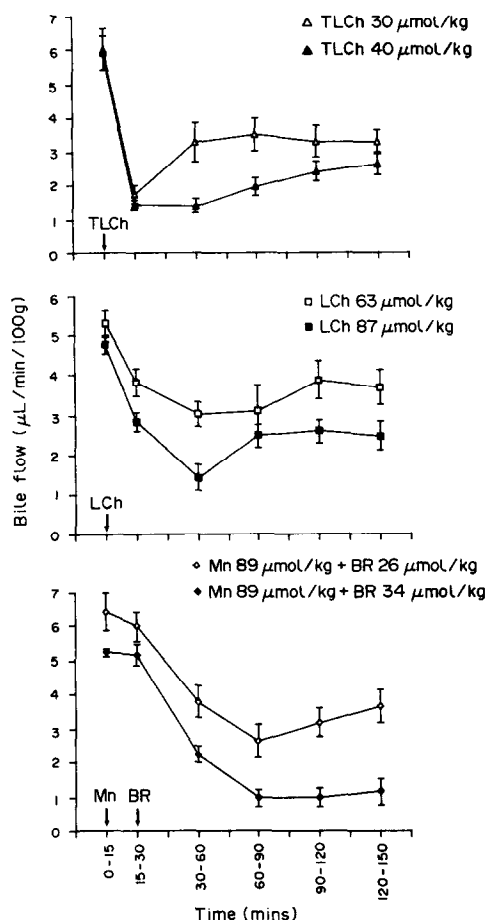 TLCh 30 μmol/kg
TLCh 40 μmol/kg
7
6
5
4
3
2
1
0
TLCh
LCh 63 μmol/kg
LCh 87 μmol/kg
6
5
4
3
2
1
0
LCh
Bile flow (μL/min/100g)
Mn 89 μmol/kg + BR 26 μmol/kg
Mn 89 μmol/kg + BR 34 μmol/kg
7
6
5
4
3
2
1
0
Mn BR
0-15
15-30
30-60
60-90
90-120
120-150
Time (mins)